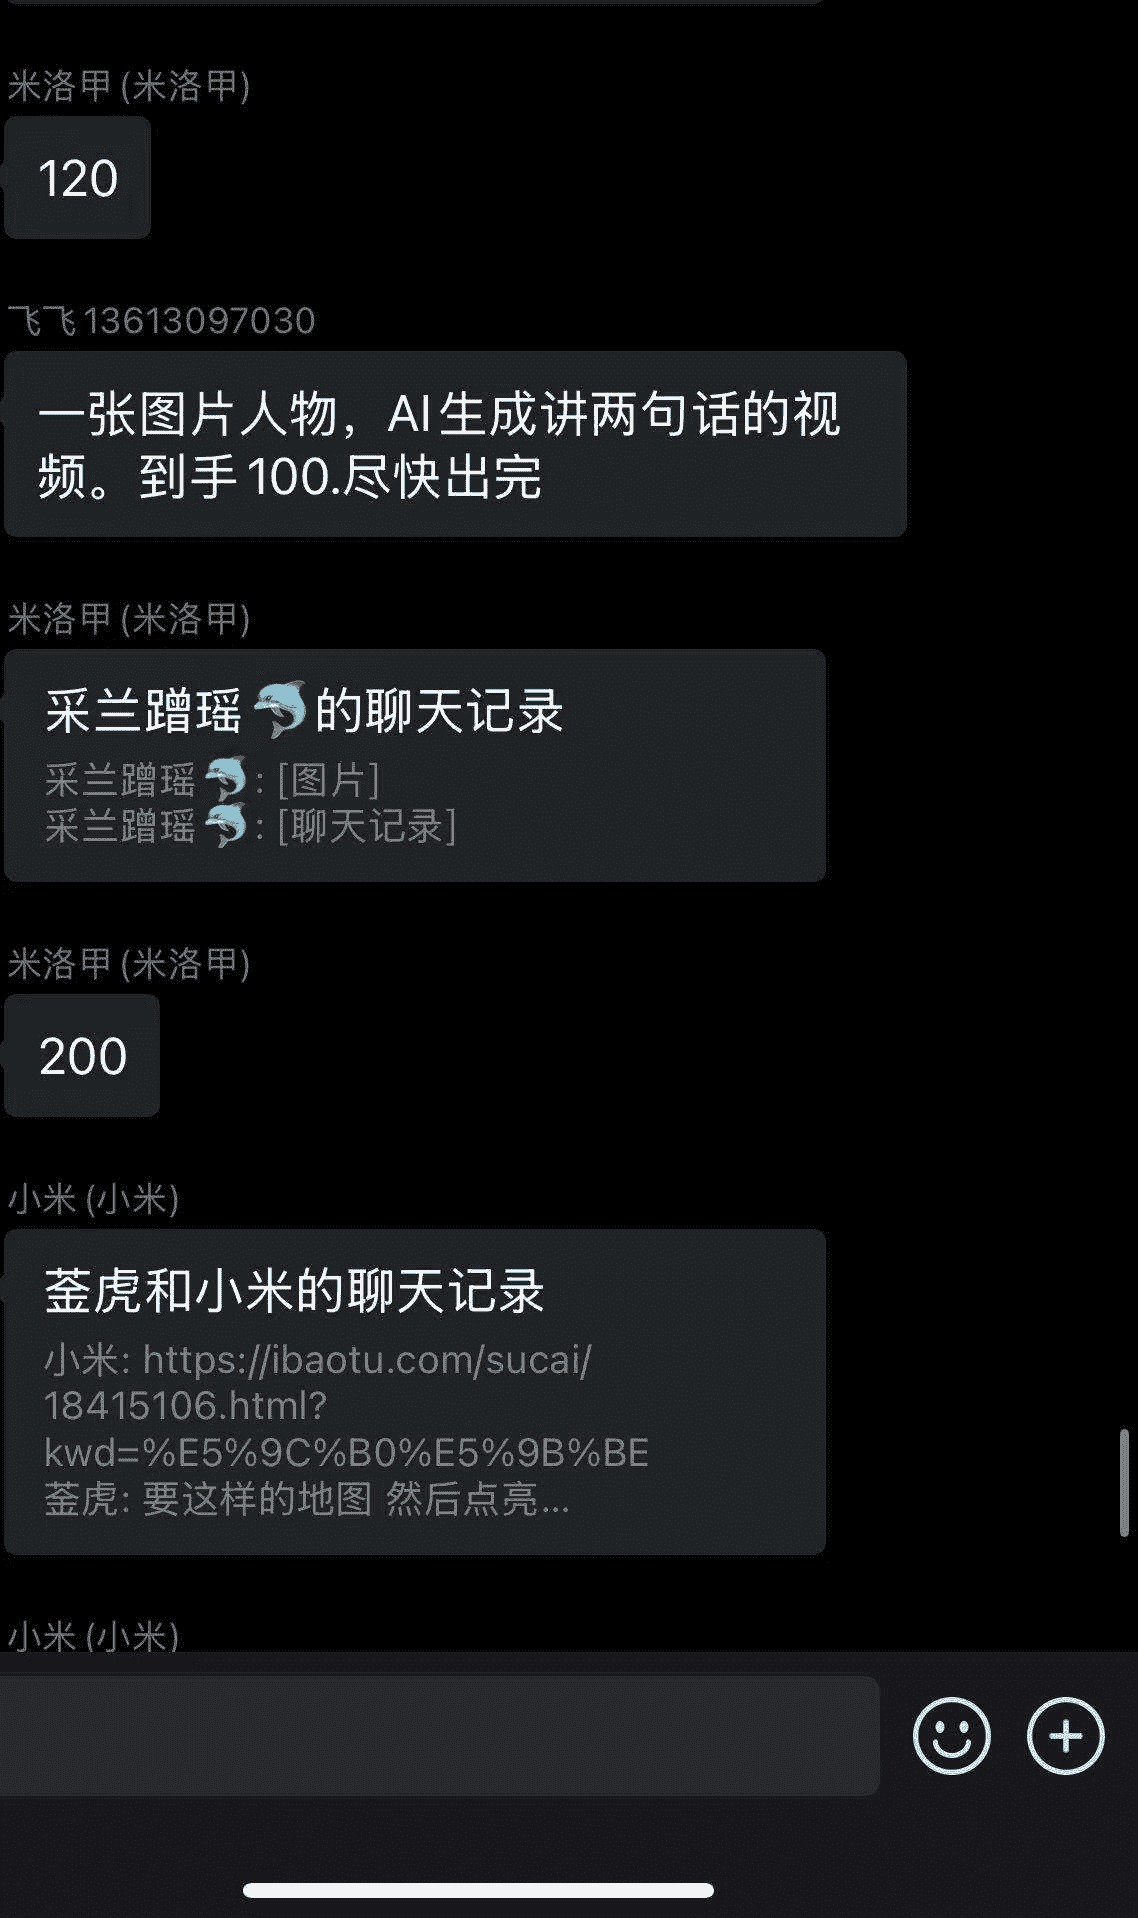 米洛甲 (米洛甲)
120
飞飞13613097030
一张图片人物，AI生成讲两句话的视
频。到手100.尽快出完
米洛甲 (米洛甲)
采兰蹭瑶🐬的聊天记录
采兰蹭瑶🐬: [图片]
采兰蹭瑶🐬: [聊天记录]
米洛甲 (米洛甲)
200
小米 (小米)
荃虎和小米的聊天记录
小米: https://ibaotu.com/sucai/
18415106.html?
kwd=%E5%9C%B0%E5%9B%BE
荃虎: 要这样的地图 然后点亮...
小米 (小米)